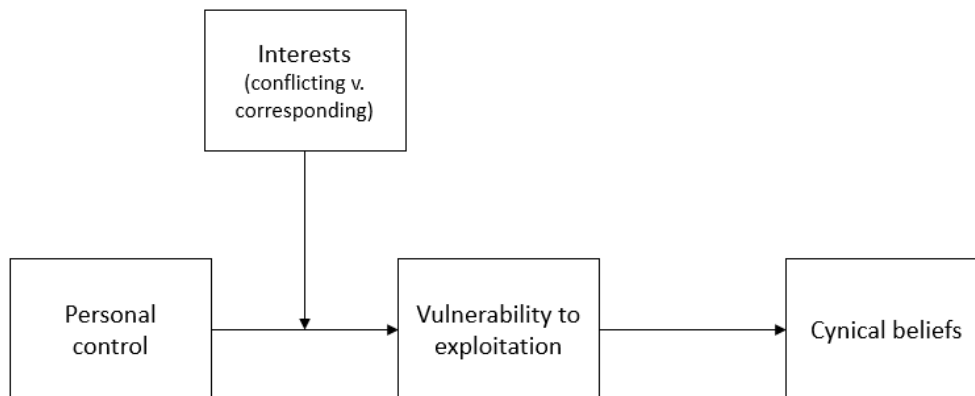 Interests
(conflicting v.
corresponding)
Personal
control
Vulnerability to
exploitation
Cynical beliefs